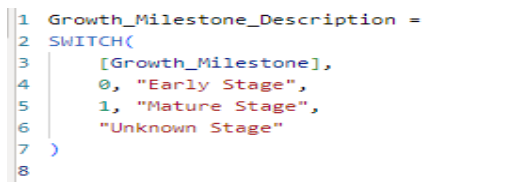 1 Growth_Milestone_Description =
2 SWITCH(
3     [Growth_Milestone],
4     0, "Early Stage",
5     1, "Mature Stage",
6     "Unknown Stage"
7 )
8